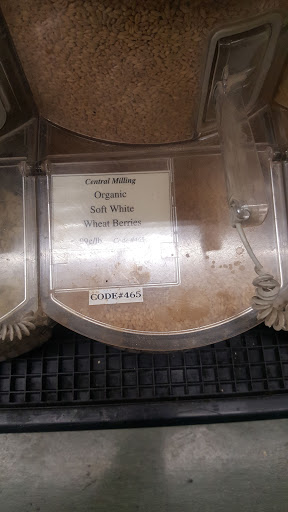 Central Milling
Organic
Soft White
Wheat Berries
CODE#465